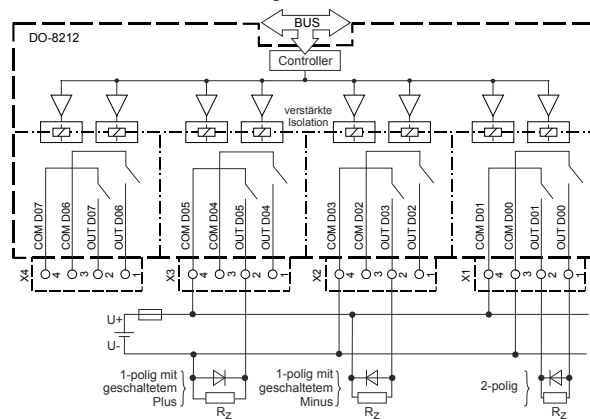 BUS
DO-8212
Controller
verstärkte
Isolation
COM D07
COM D06
OUT D07
OUT D06
COM D05
COM D04
OUT D05
OUT D04
COM D03
COM D02
OUT D03
OUT D02
COM D01
COM D00
OUT D01
OUT D00
X4
4
3
2
1
X3
4
3
2
1
X2
4
3
2
1
X1
4
3
2
1
U+
U-
1-polig mit
geschaltetem
Plus
RZ
1-polig mit
geschaltetem
Minus
RZ
2-polig
RZ